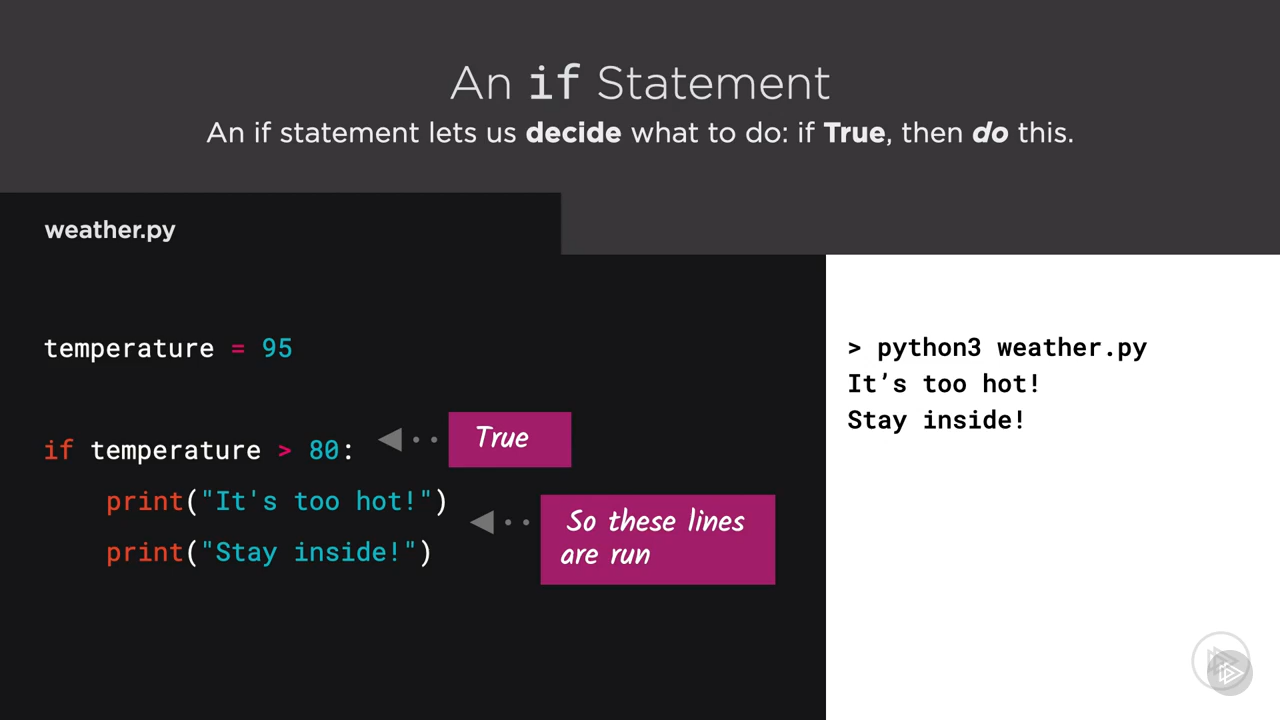 An if Statement
An if statement lets us decide what to do: if True, then do this.
weather.py
temperature = 95
if temperature > 80:
True
print("It's too hot!")
print("Stay inside!")
So these lines
are run
> python3 weather.py
It’s too hot!
Stay inside!